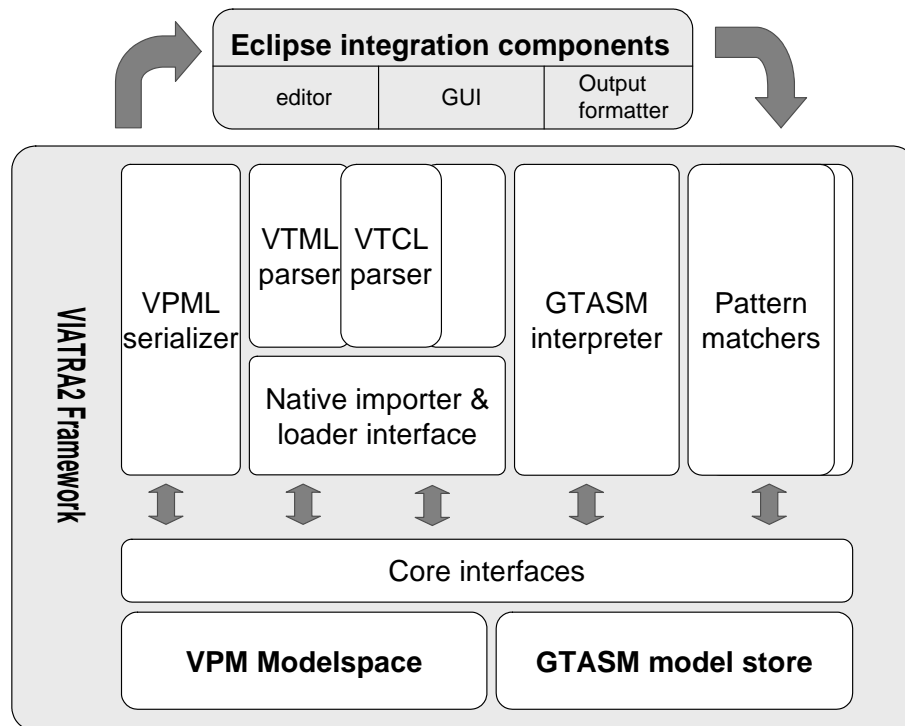 Eclipse integration components
editor
GUI
Output
formatter
VIATRA2 Framework
VPML
serializer
VTML
parser
VTCL
parser
Native importer &
loader interface
GTASM
interpreter
Pattern
matchers
Core interfaces
VPM Modelspace
GTASM model store